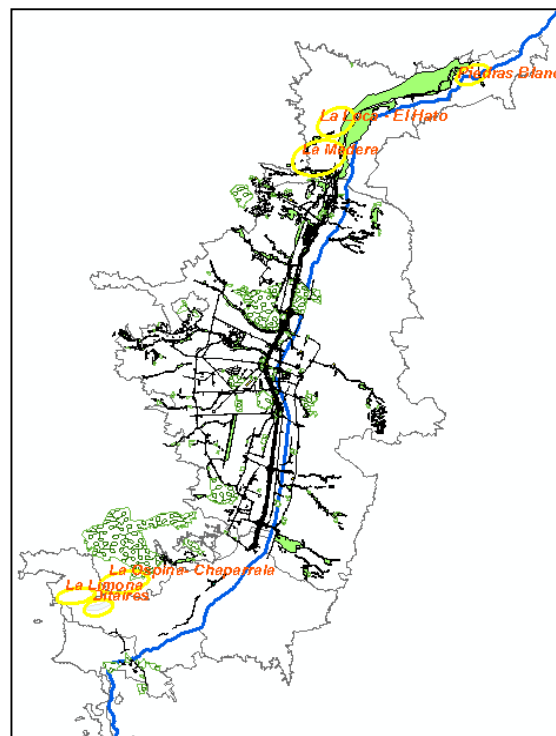 Piedras Blanc
La Loca - El Hato
La Madera
La Ospina- Chaparrala
La Limona
Altaires